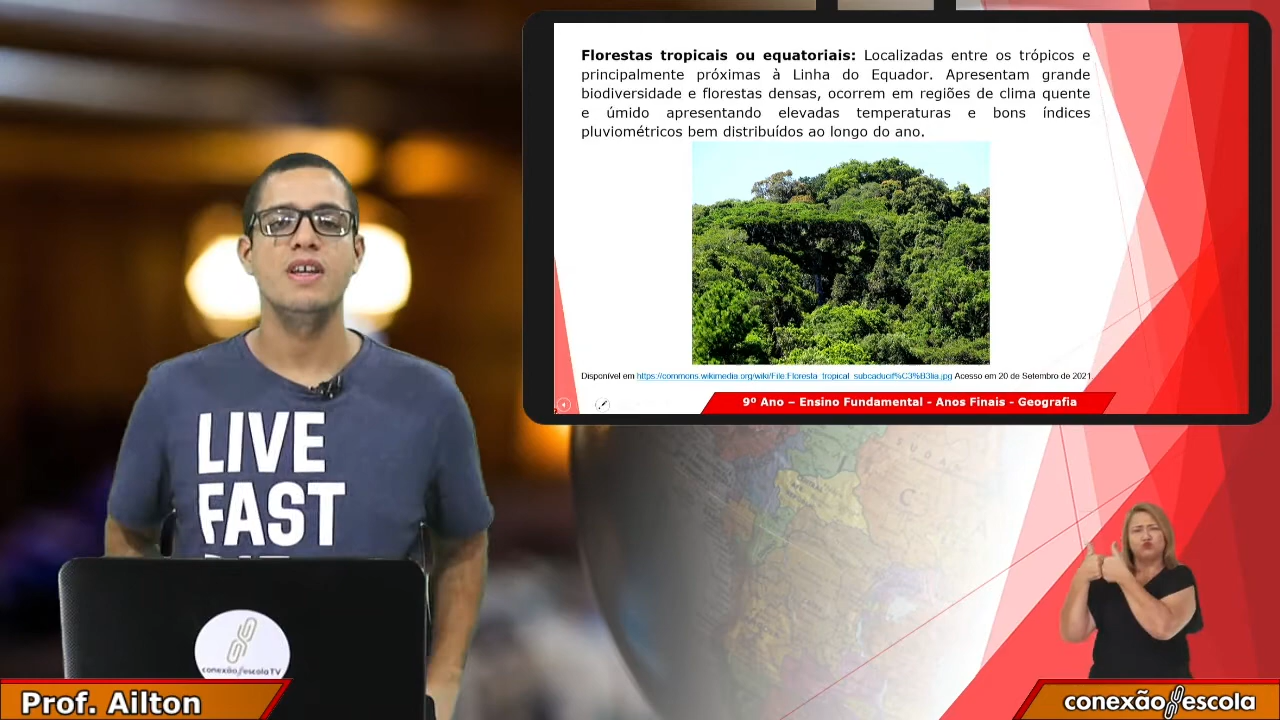 Florestas tropicais ou equatoriais: Localizadas entre os trópicos e
principalmente próximas à Linha do Equador. Apresentam grande
biodiversidade e florestas densas, ocorrem em regiões de clima quente
e úmido apresentando elevadas temperaturas e bons índices
pluviométricos bem distribuídos ao longo do ano.
Disponível em https://commons.wikimedia.org/wiki/File:Floresta_tropical_subcaducif%C3%B3lia.jpg Acesso em 20 de Setembro de 2021
9º Ano – Ensino Fundamental - Anos Finais - Geografia
LIVE
FAST
conexão escola TV
Prof. Ailton
conexão escola